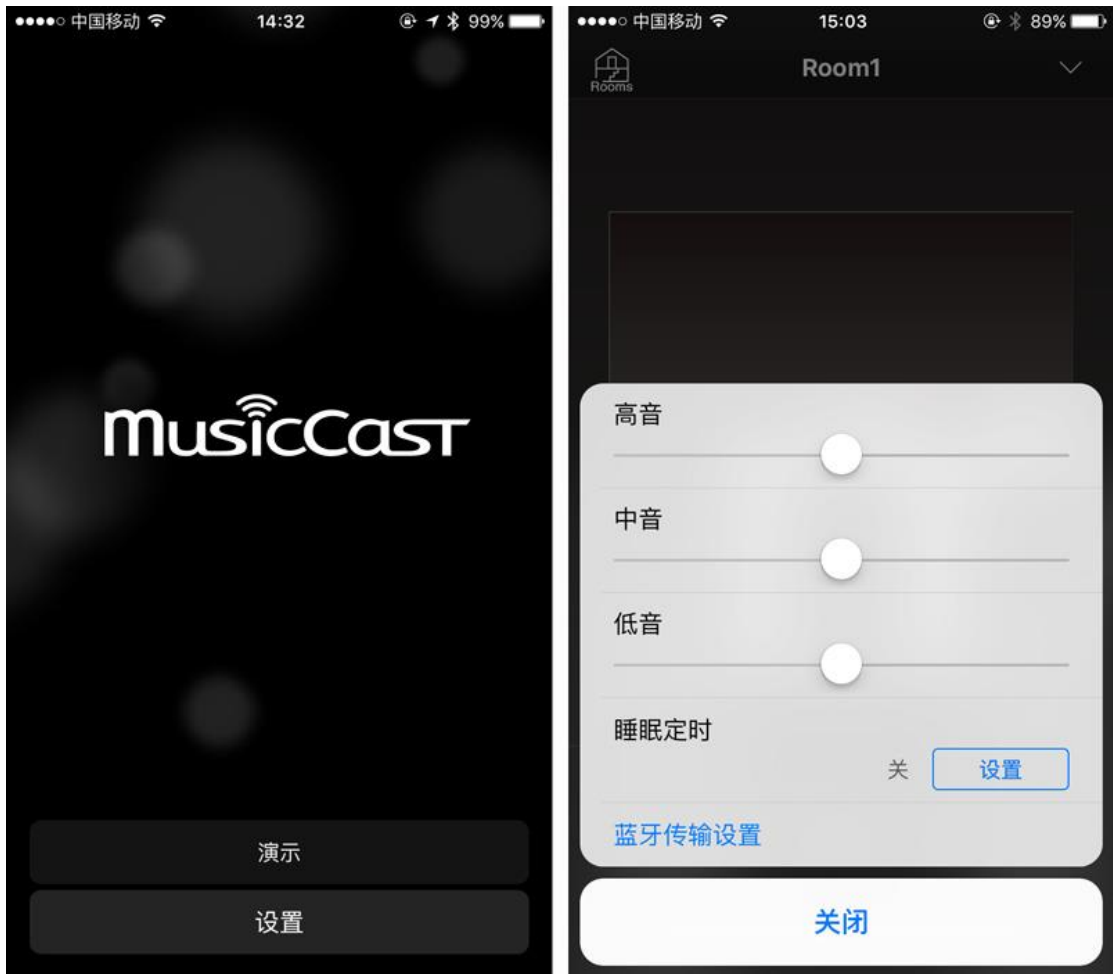 中国移动 14:32 99%
MusicCast
演示
设置
中国移动 15:03 89%
Rooms
Room1
高音
中音
低音
睡眠定时
关 设置
蓝牙传输设置
关闭